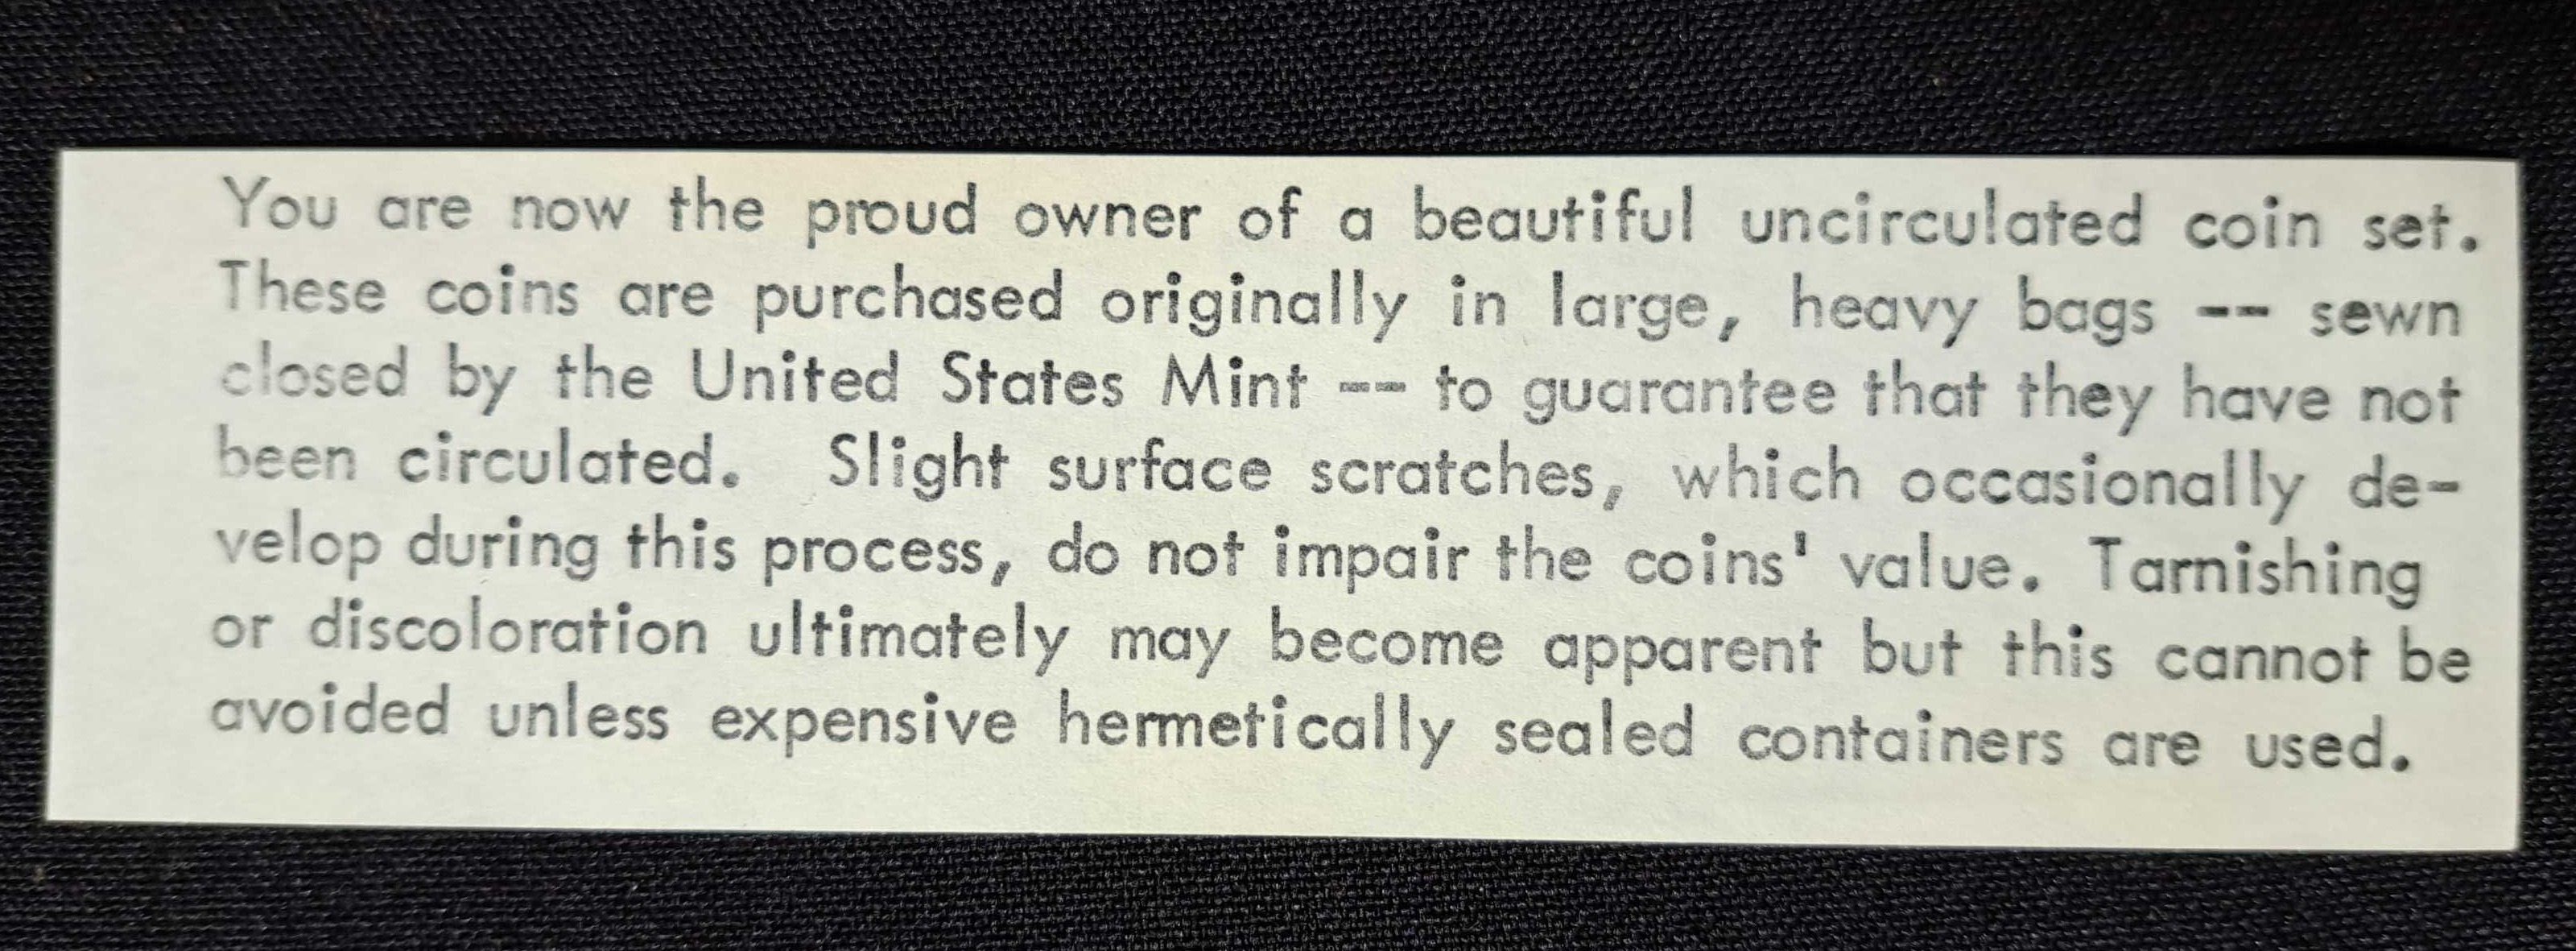 You are now the proud owner of a beautiful uncirculated coin set.
These coins are purchased originally in large, heavy bags -- sewn
closed by the United States Mint -- to guarantee that they have not
been circulated.  Slight surface scratches, which occasionally de-
velop during this process, do not impair the coins' value. Tarnishing
or discoloration ultimately may become apparent but this cannot be
avoided unless expensive hermetically sealed containers are used.